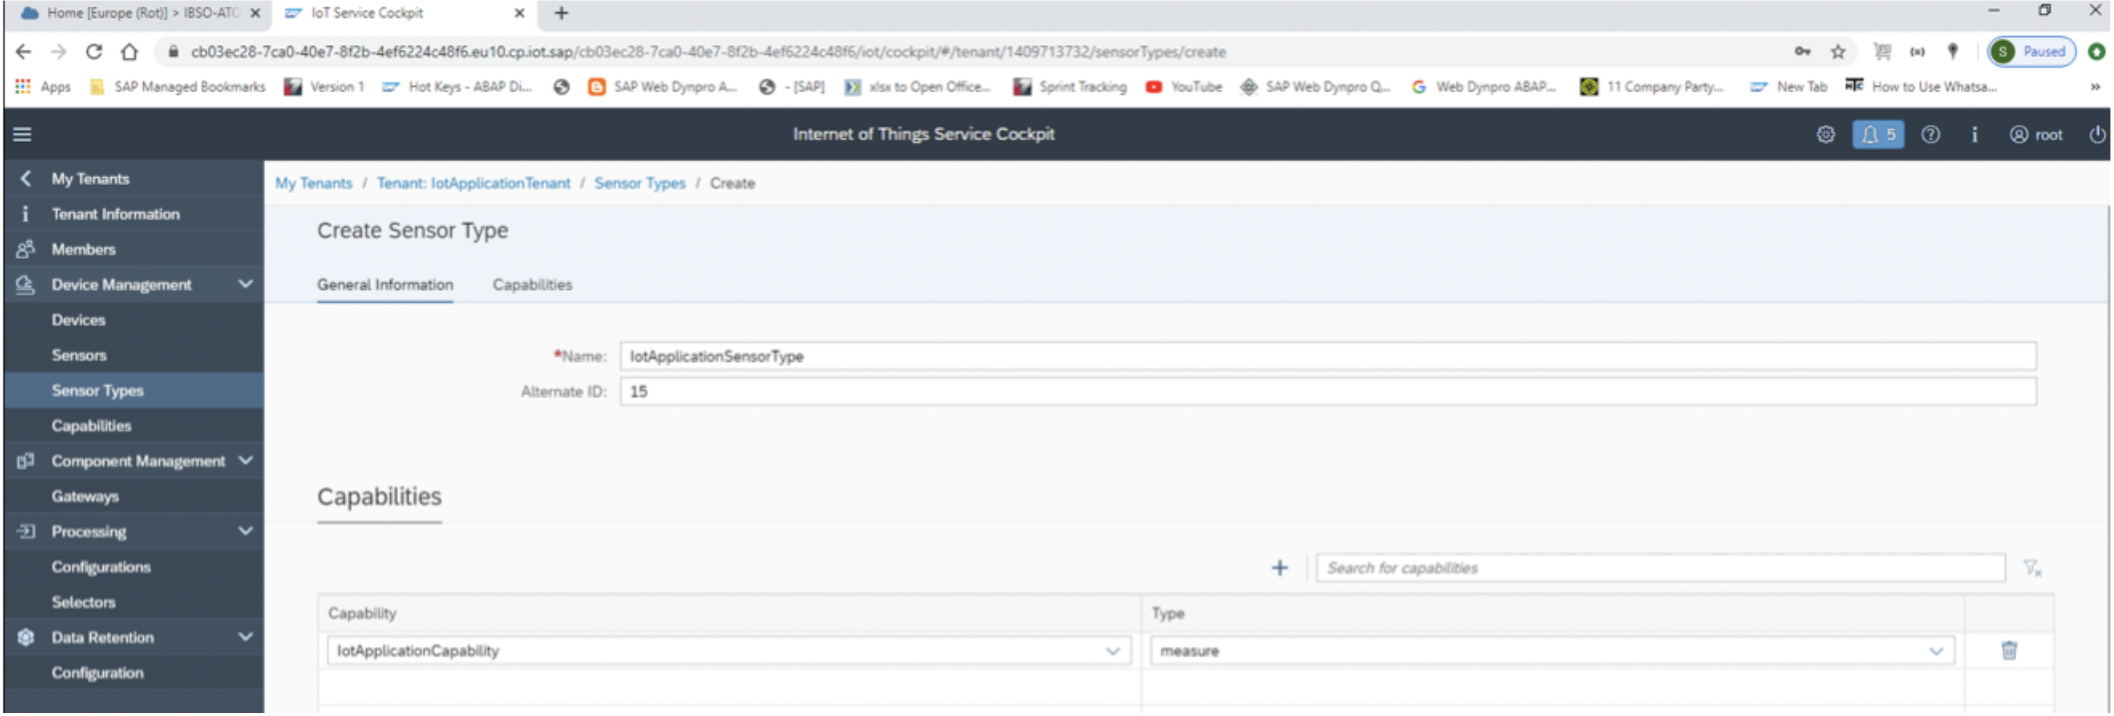 Home [Europe (Rot)] > IBSO-ATC
IoT Service Cockpit
cb03ec28-7ca0-40e7-8f2b-4ef6224c48f6.eu10.cp.iot.sap/cb03ec28-7ca0-40e7-8f2b-4ef6224c48f6/iot/cockpit/#/tenant/1409713732/sensorTypes/create
S Paused
Apps SAP Managed Bookmarks Version 1 Hot Keys - ABAP Di... SAP Web Dynpro A... - [SAP] xlsx to Open Office... Sprint Tracking YouTube SAP Web Dynpro Q... Web Dynpro ABAP... 11 Company Party... New Tab How to Use Whatsa... »
Internet of Things Service Cockpit
5 root
My Tenants
Tenant Information
Members
Device Management
Devices
Sensors
Sensor Types
Capabilities
Component Management
Gateways
Processing
Configurations
Selectors
Data Retention
Configuration
My Tenants / Tenant: IotApplicationTenant / Sensor Types / Create
Create Sensor Type
General Information Capabilities
*Name: IotApplicationSensorType
Alternate ID: 15
Capabilities
Search for capabilities
Capability Type
IotApplicationCapability measure